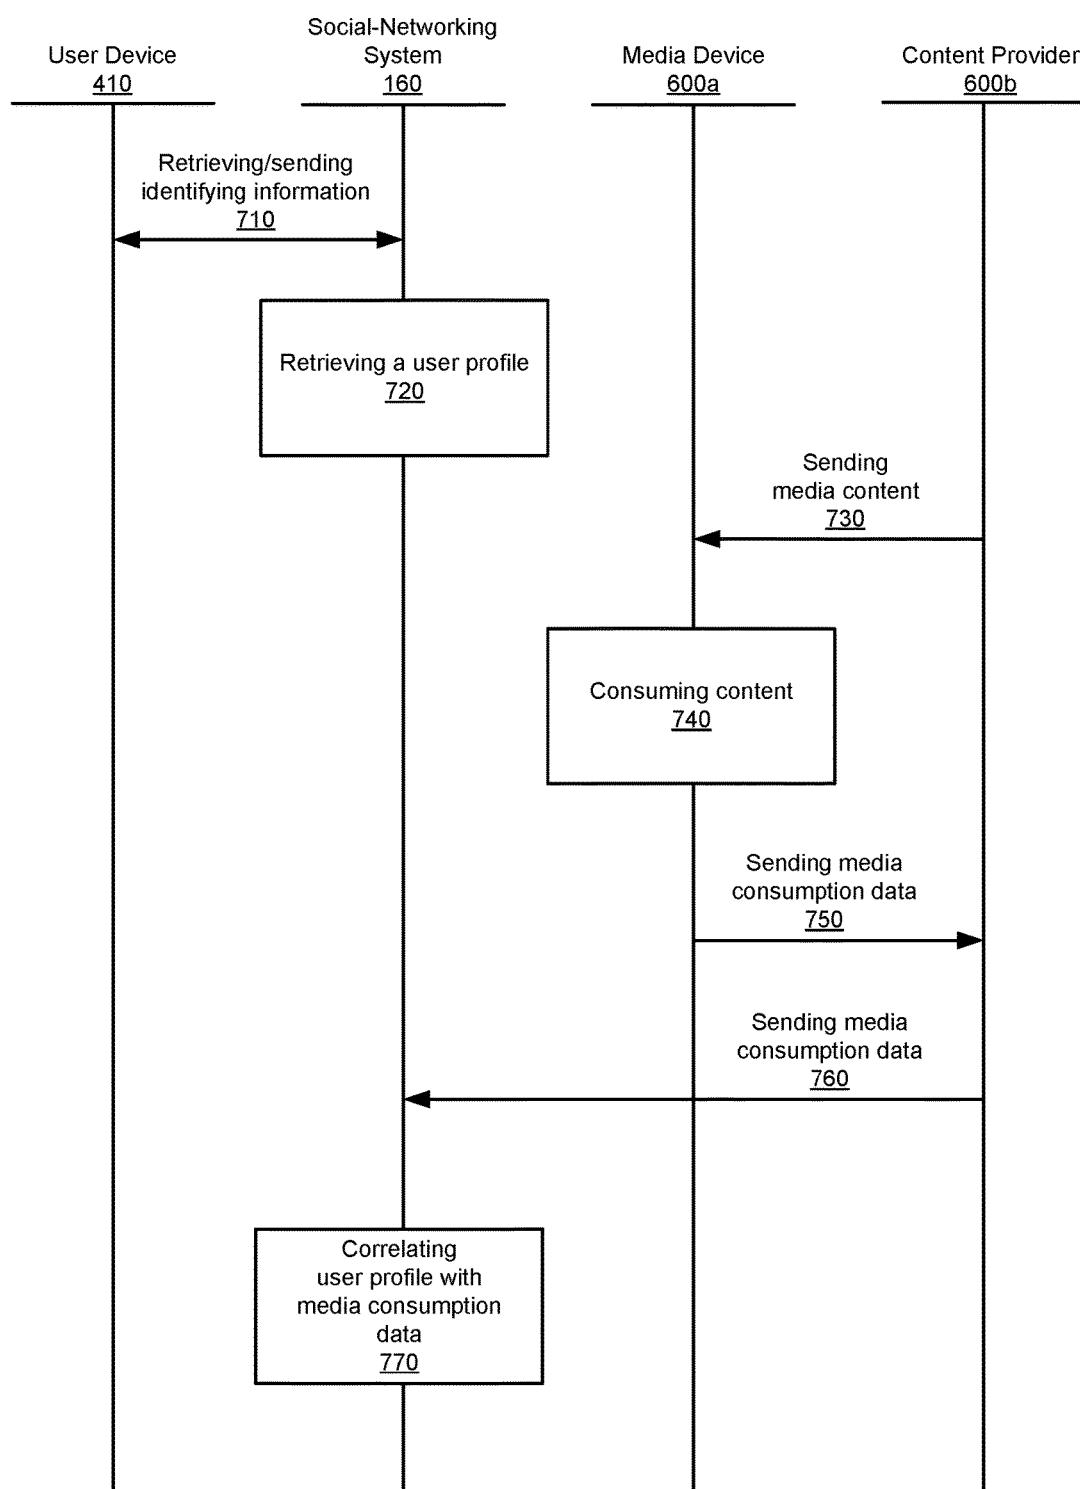 User Device
410
Social-Networking
System
160
Media Device
600a
Content Provider
600b
Retrieving/sending
identifying information
710
Retrieving a user profile
720
Sending
media content
730
Consuming content
740
Sending media
consumption data
750
Sending media
consumption data
760
Correlating
user profile with
media consumption
data
770